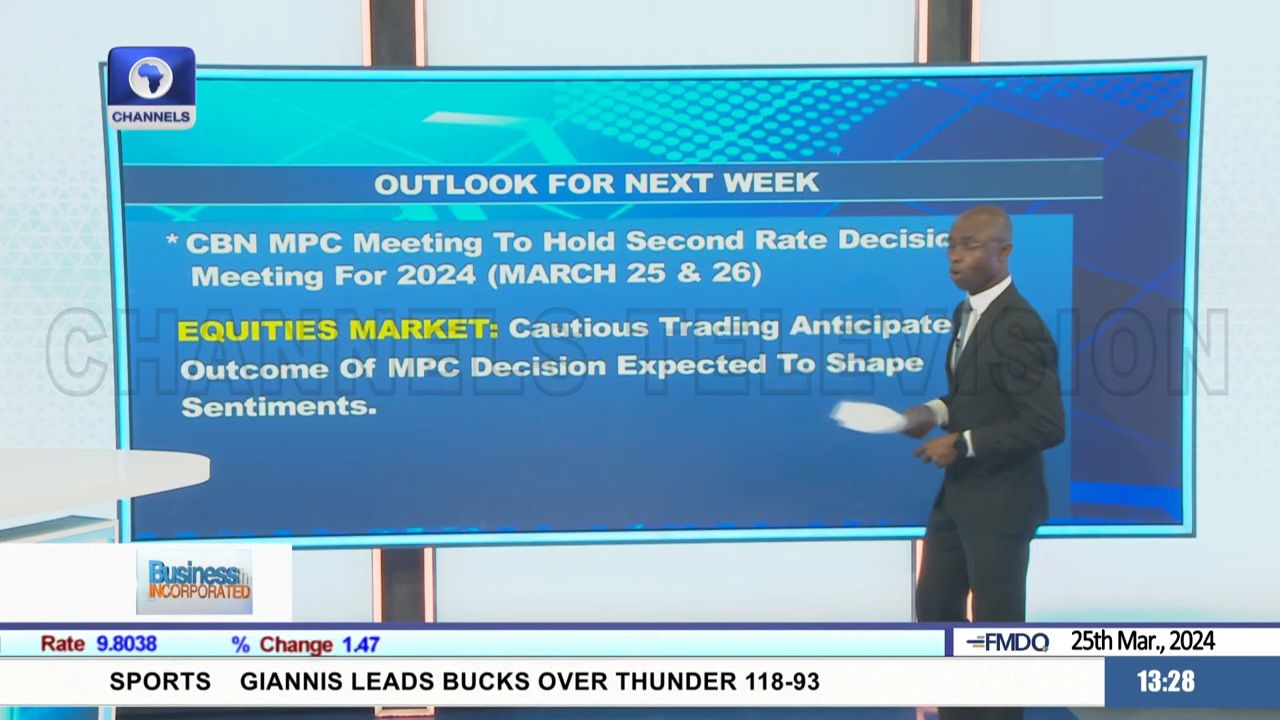 CHANNELS
OUTLOOK FOR NEXT WEEK
* CBN MPC Meeting To Hold Second Rate Decisio
Meeting For 2024 (MARCH 25 & 26)
EQUITIES MARKET: Cautious Trading Anticipate
Outcome Of MPC Decision Expected To Shape
Sentiments.
CHANNELS TELEVISION
Business
INCORPORATED
Rate 9.8038 % Change 1.47
FMDQ 25th Mar., 2024
SPORTS GIANNIS LEADS BUCKS OVER THUNDER 118-93
13:28